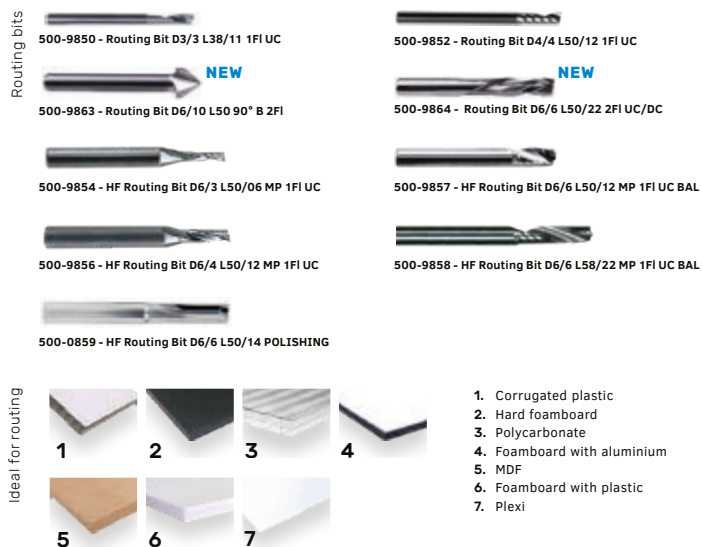 Routing bits
500-9850 - Routing Bit D3/3 L38/11 1Fl UC
500-9852 - Routing Bit D4/4 L50/12 1Fl UC
NEW
500-9863 - Routing Bit D6/10 L50 90° B 2Fl
NEW
500-9864 - Routing Bit D6/6 L50/22 2Fl UC/DC
500-9854 - HF Routing Bit D6/3 L50/06 MP 1Fl UC
500-9857 - HF Routing Bit D6/6 L50/12 MP 1Fl UC BAL
500-9856 - HF Routing Bit D6/4 L50/12 MP 1Fl UC
500-9858 - HF Routing Bit D6/6 L58/22 MP 1Fl UC BAL
500-0859 - HF Routing Bit D6/6 L50/14 POLISHING
Ideal for routing
1
2
3
4
5
6
7
1. Corrugated plastic
2. Hard foamboard
3. Polycarbonate
4. Foamboard with aluminium
5. MDF
6. Foamboard with plastic
7. Plexi